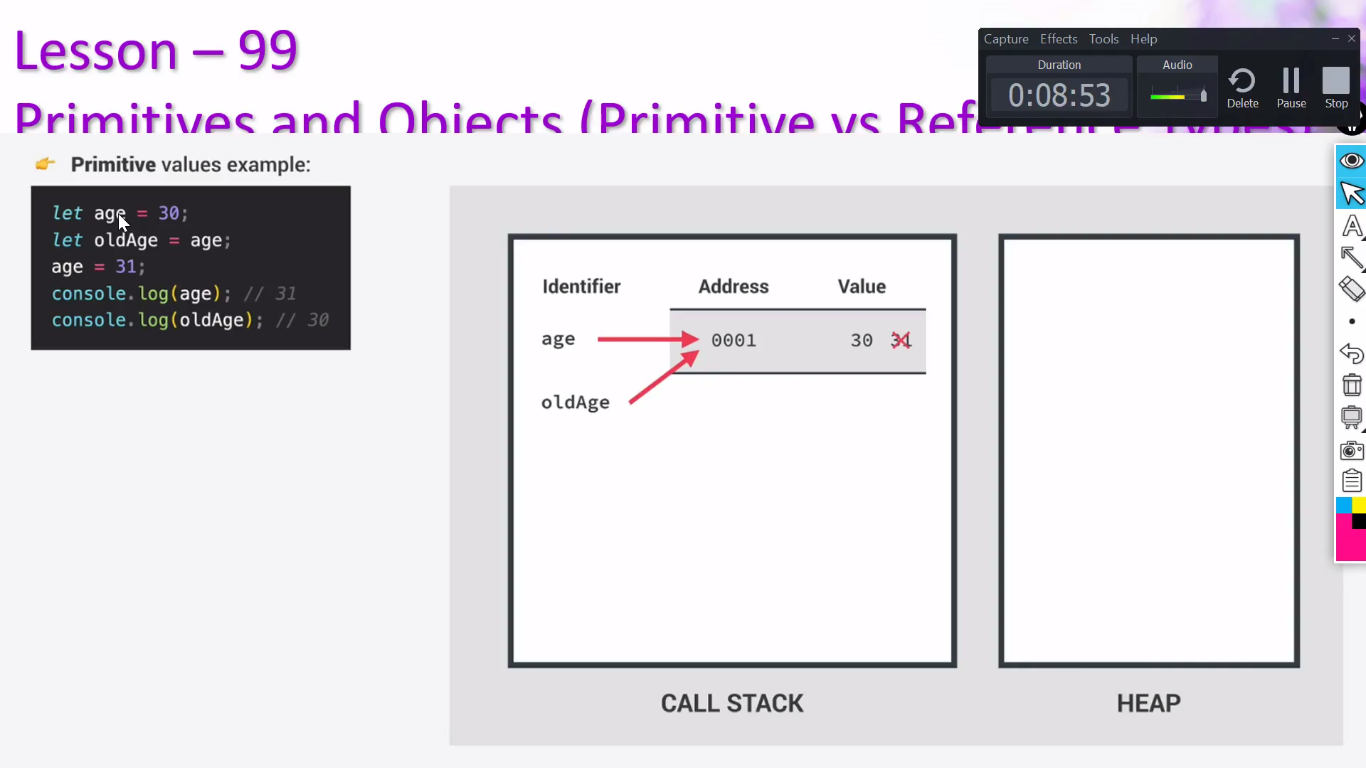 Lesson – 99
Primitives and Objects (Primitive vs Reference Types)
Capture Effects Tools Help
Duration
0:08:53
Audio
Delete
Pause
Stop
👉 Primitive values example:
let age = 30;
let oldAge = age;
age = 31;
console.log(age); // 31
console.log(oldAge); // 30
Identifier Address Value
age 0001 30 31
oldAge
CALL STACK
HEAP
A